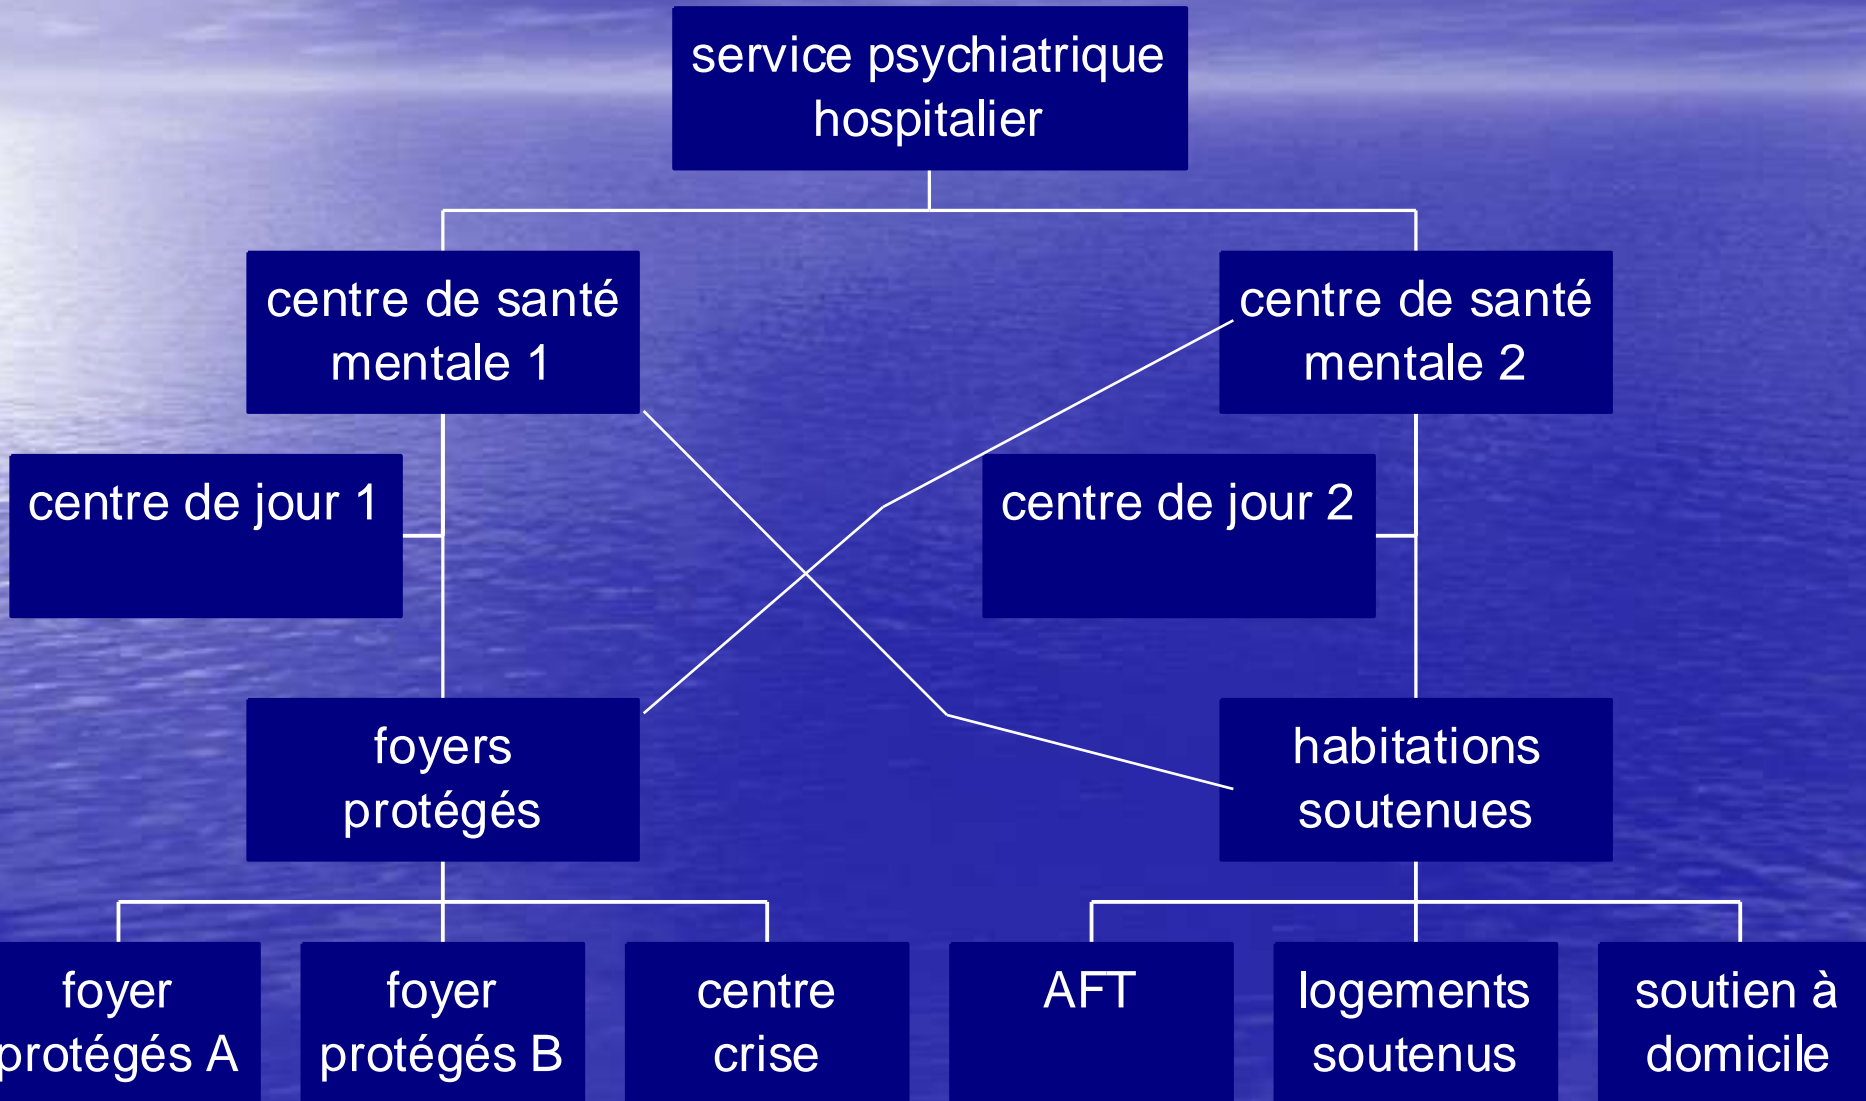 service psychiatrique
hospitalier
centre de santé
mentale 1
centre de santé
mentale 2
centre de jour 1
centre de jour 2
foyers
protégés
habitations
soutenues
foyer
protégés A
foyer
protégés B
centre
crise
AFT
logements
soutenus
soutien à
domicile